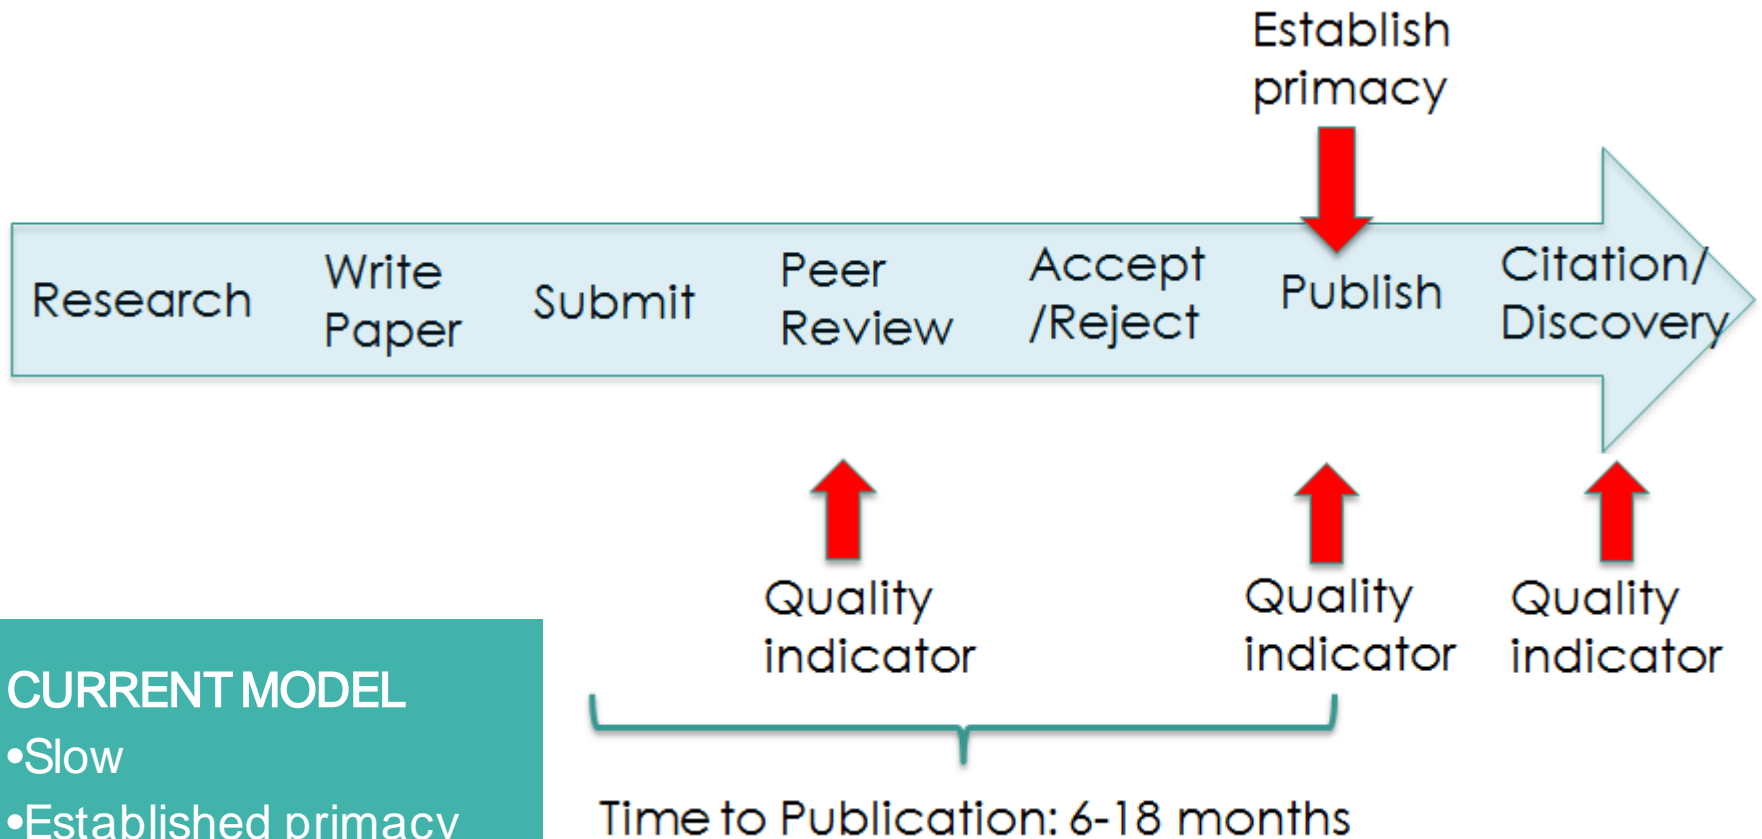 Establish
primacy
Research
Write
Paper
Submit
Peer
Review
Accept
/Reject
Publish
Citation/
Discovery
Quality
indicator
Quality
indicator
Quality
indicator
CURRENT MODEL
•Slow
•Established primacy
Time to Publication: 6-18 months